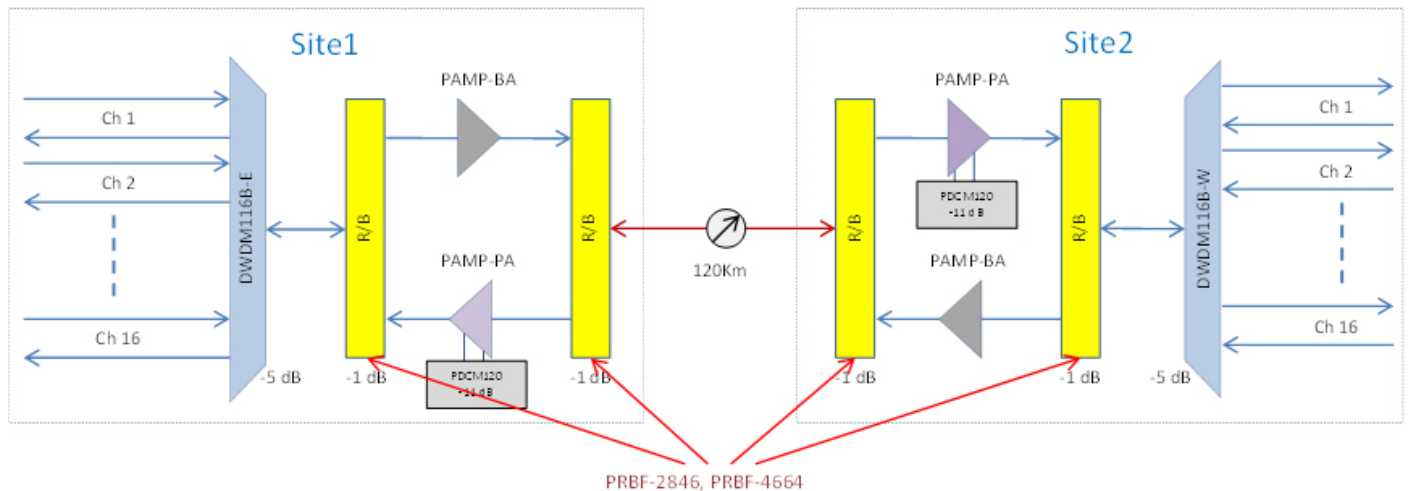 Site1
Site2
PAMP-BA
PAMP-PA
Ch 1
Ch 2
Ch 16
DWDM116B-E
R/B
R/B
PDCM120
-11 d B
PAMP-PA
PDCM120
-11 d B
120Km
R/B
R/B
PAMP-BA
DWDM116B-W
Ch 1
Ch 2
Ch 16
-5 dB
-1 dB
-1 dB
-1 dB
-1 dB
-5 dB
PRBF-2846, PRBF-4664